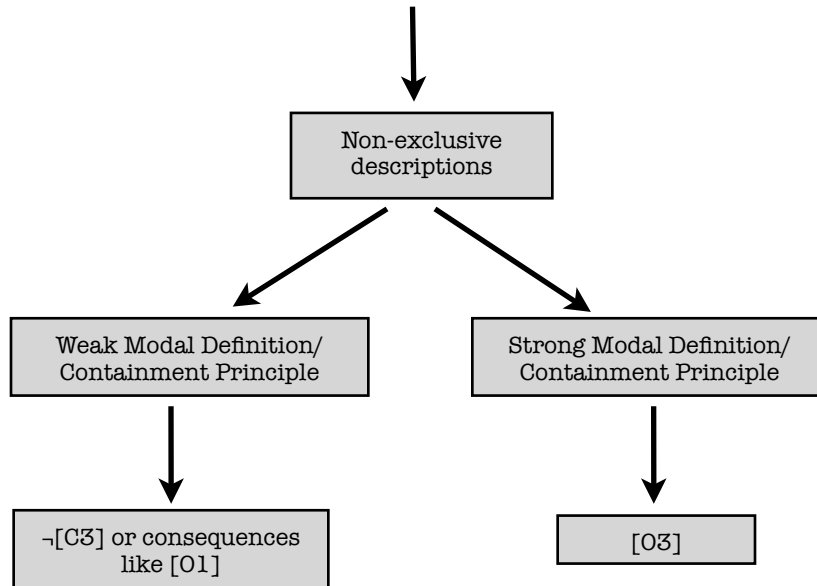 Non-exclusive
descriptions
Weak Modal Definition/
Containment Principle
Strong Modal Definition/
Containment Principle
¬[C3] or consequences
like [O1]
[O3]